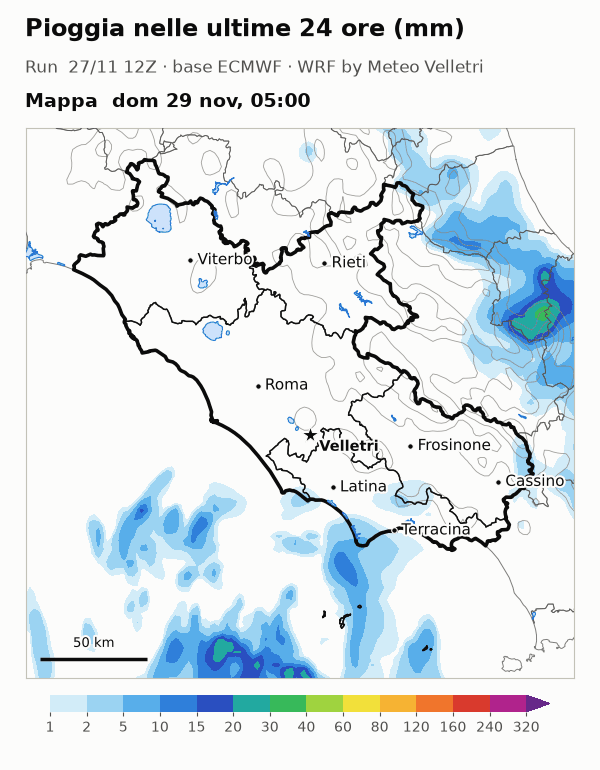 Pioggia nelle ultime 24 ore (mm)
Run  27/11 12Z · base ECMWF · WRF by Meteo Velletri
Mappa  dom 29 nov, 05:00
Viterbo
Rieti
Roma
Velletri
Frosinone
Latina
Cassino
Terracina
50 km
1 2 5 10 15 20 30 40 60 80 120 160 240 320